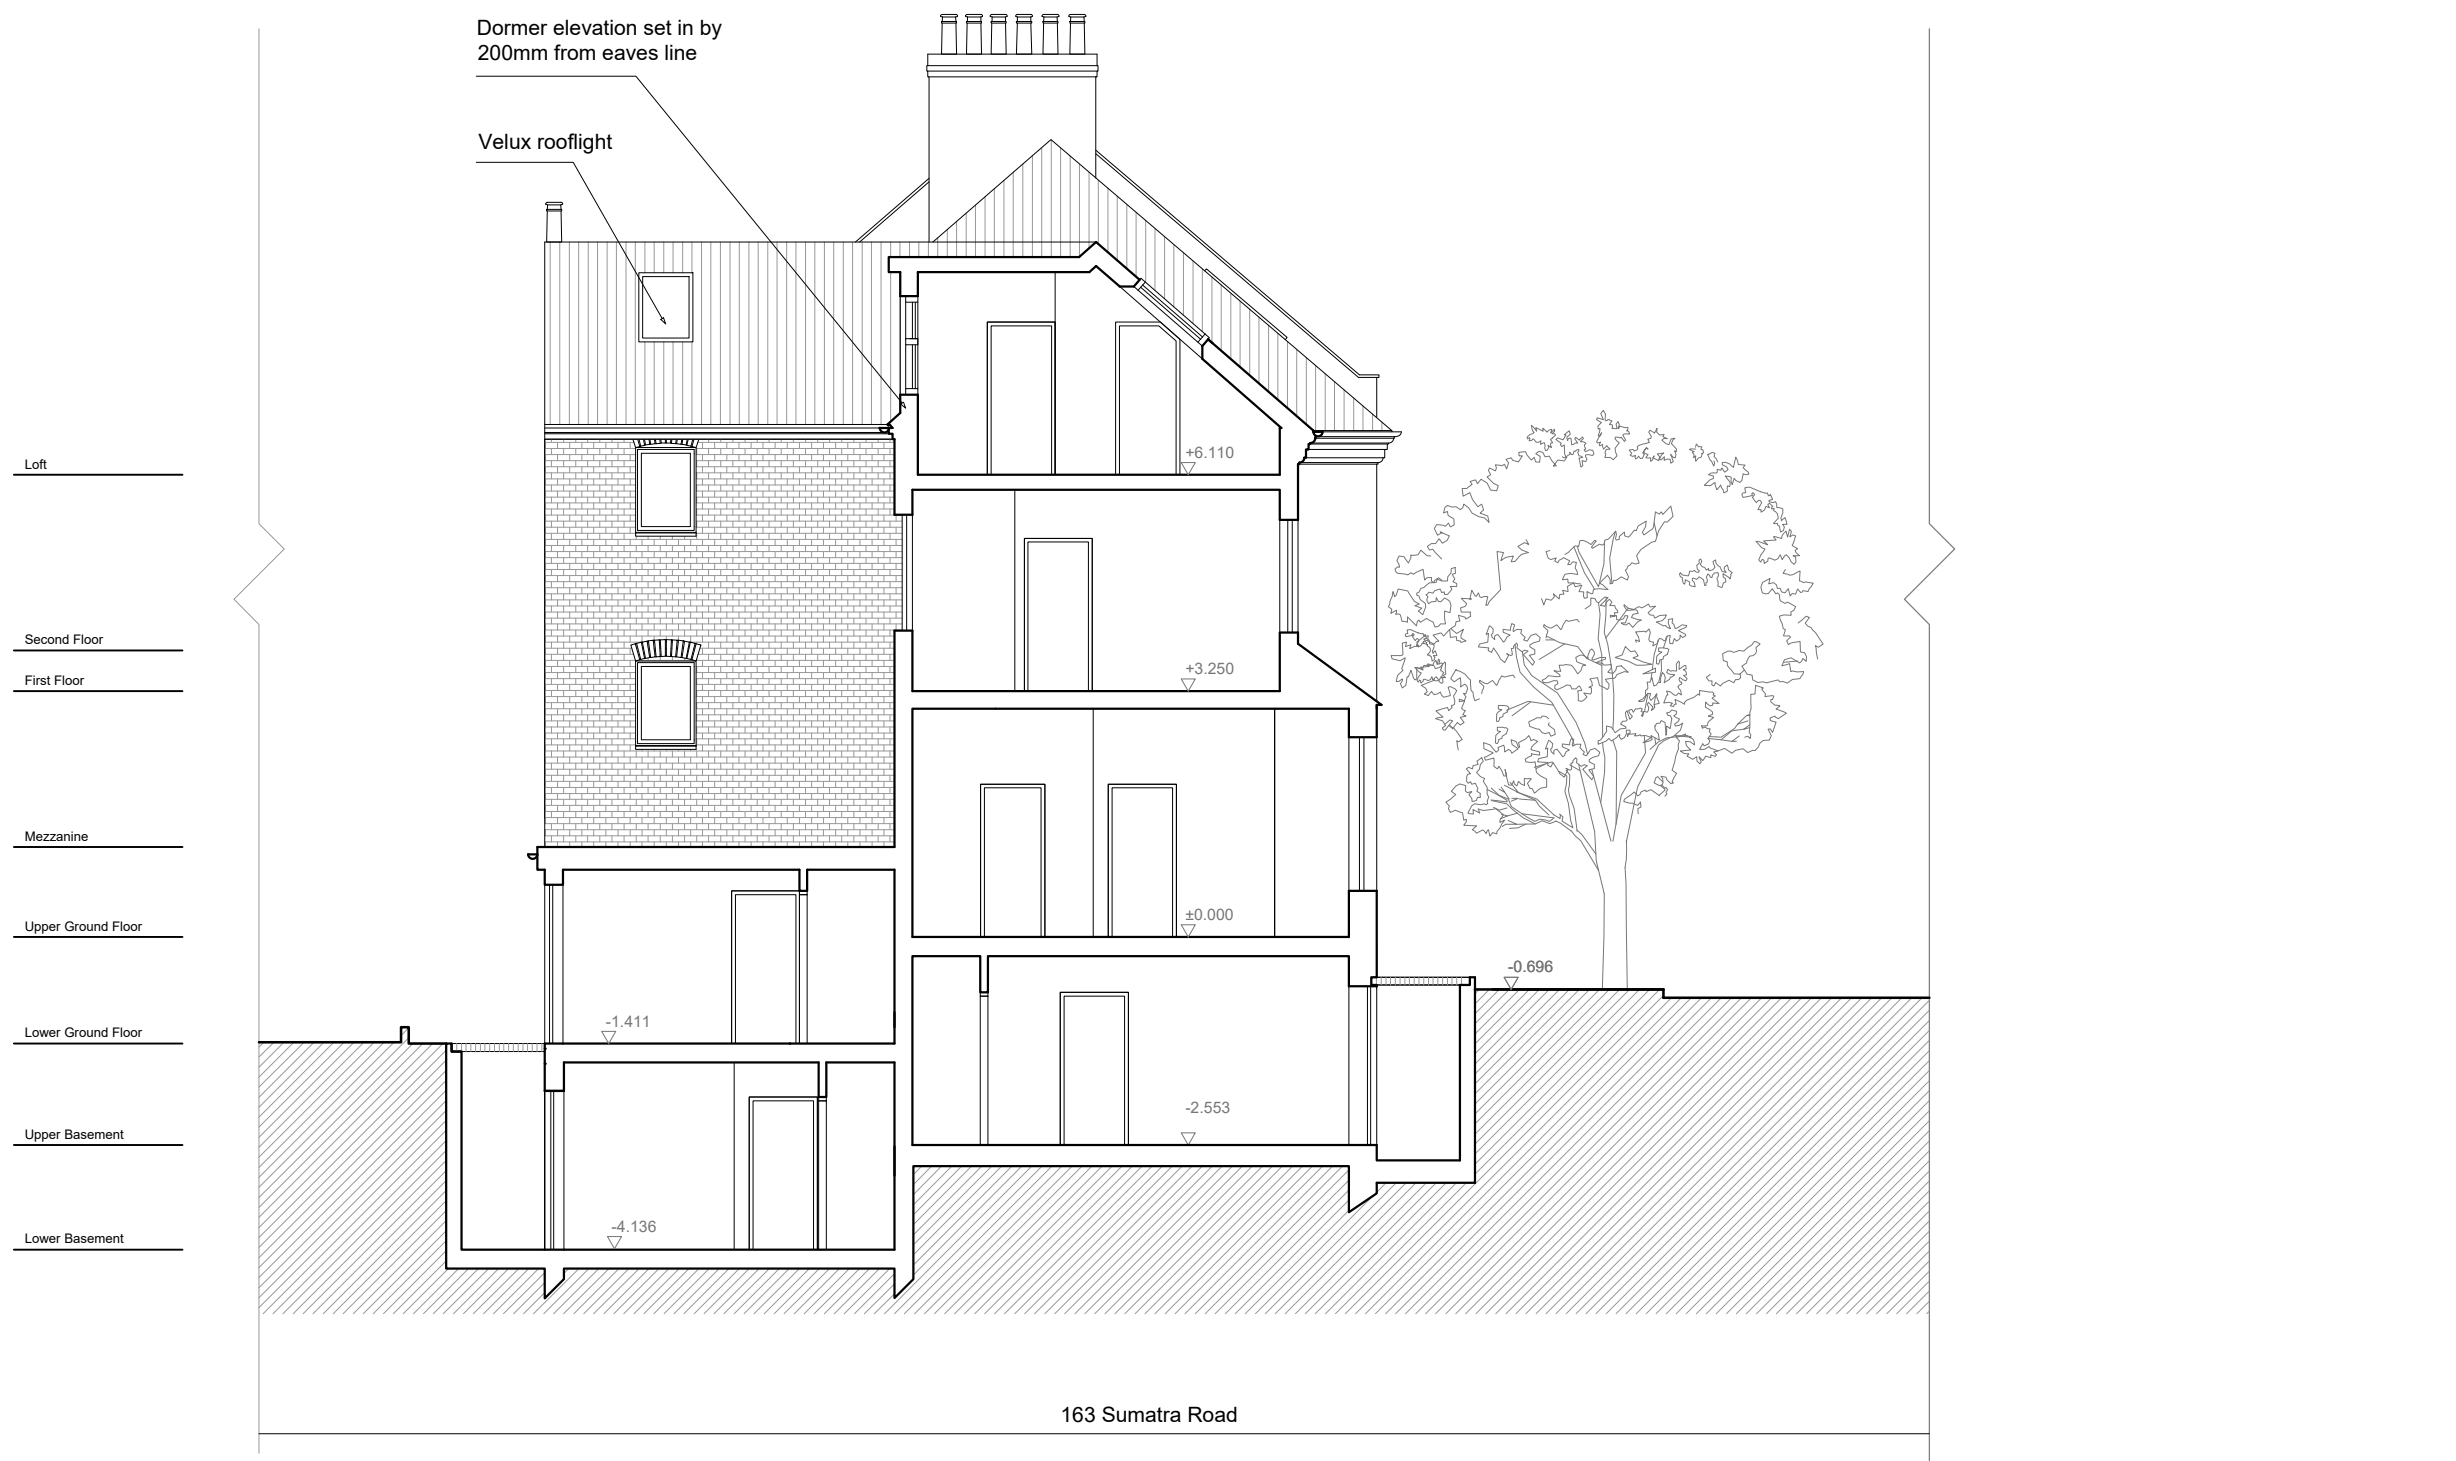 Dormer elevation set in by
200mm from eaves line
Velux rooflight
Loft
+6.110
Second Floor
First Floor
+3.250
Mezzanine
Upper Ground Floor
±0.000
-0.696
Lower Ground Floor
-1.411
Upper Basement
-2.553
Lower Basement
-4.136
163 Sumatra Road